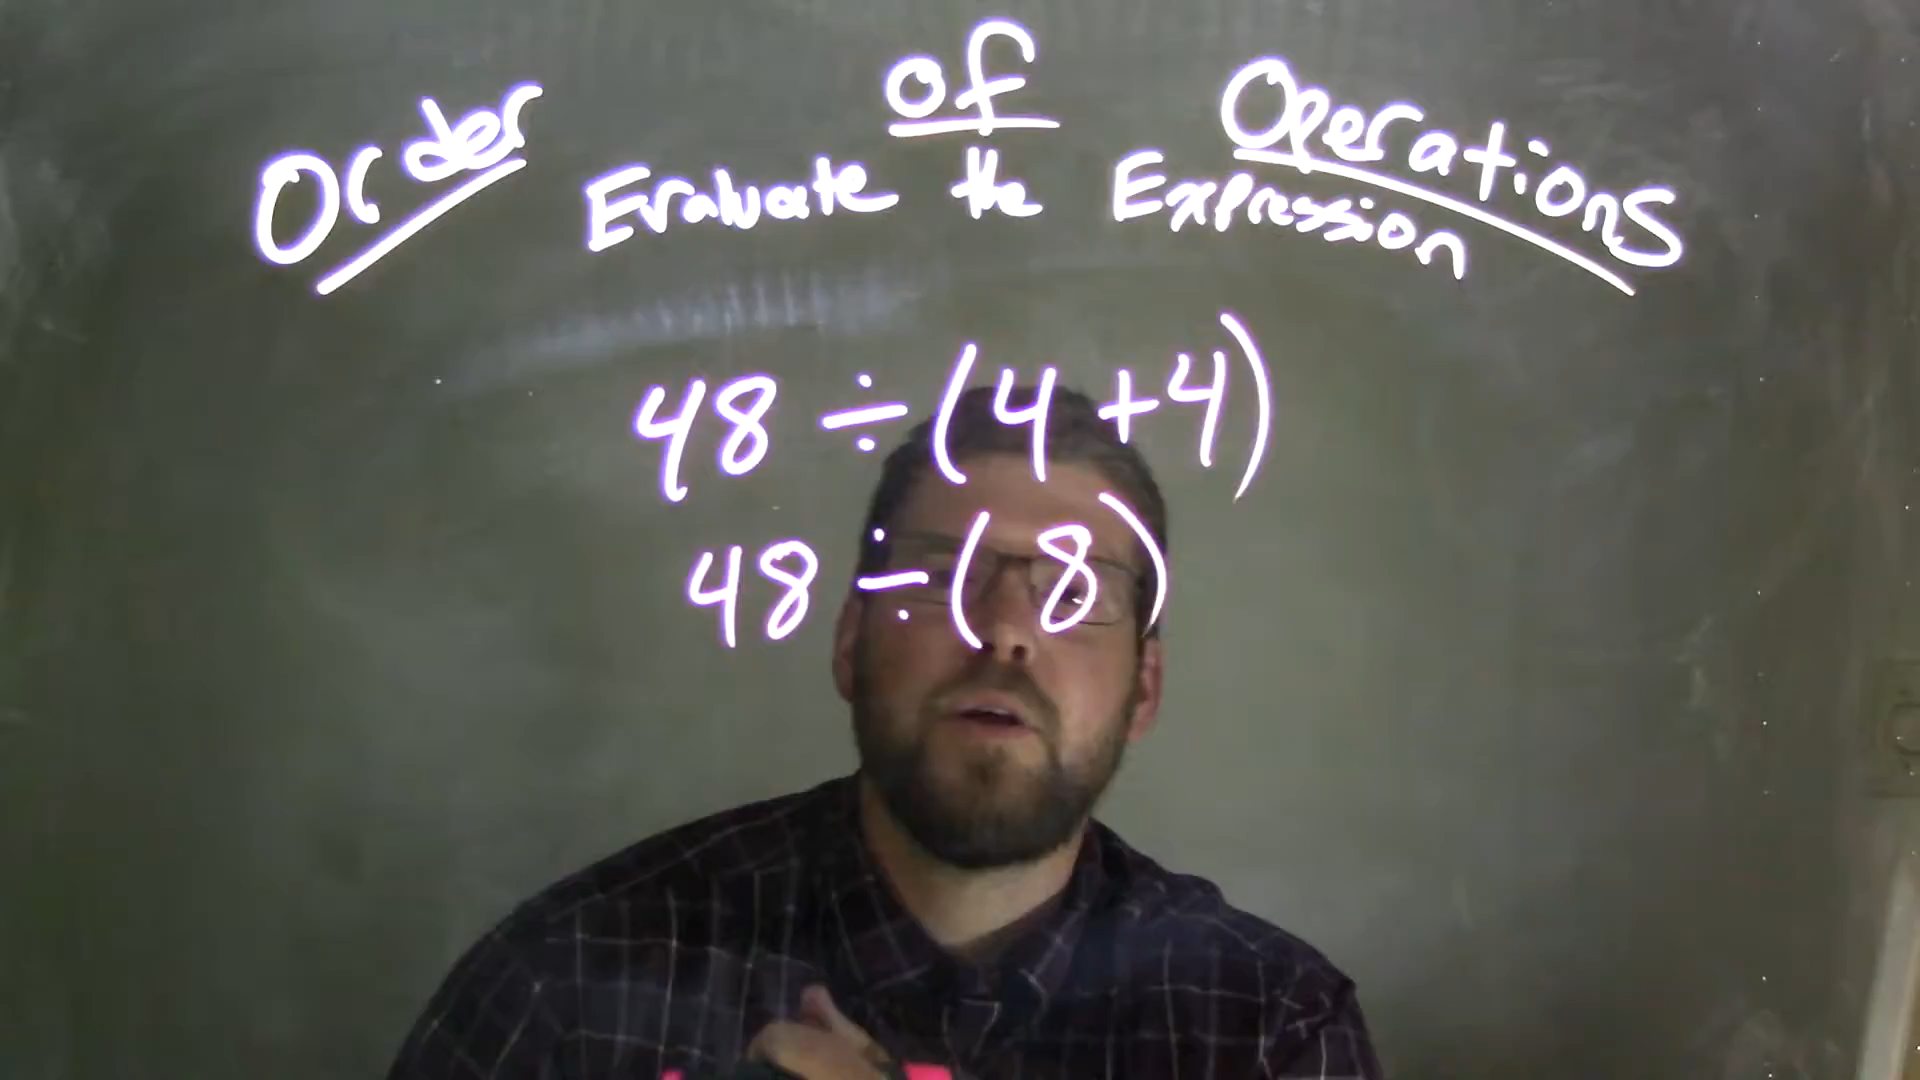 Order of Operations
Evaluate the Expression
48 ÷ (4 + 4)
48 ÷ (8)